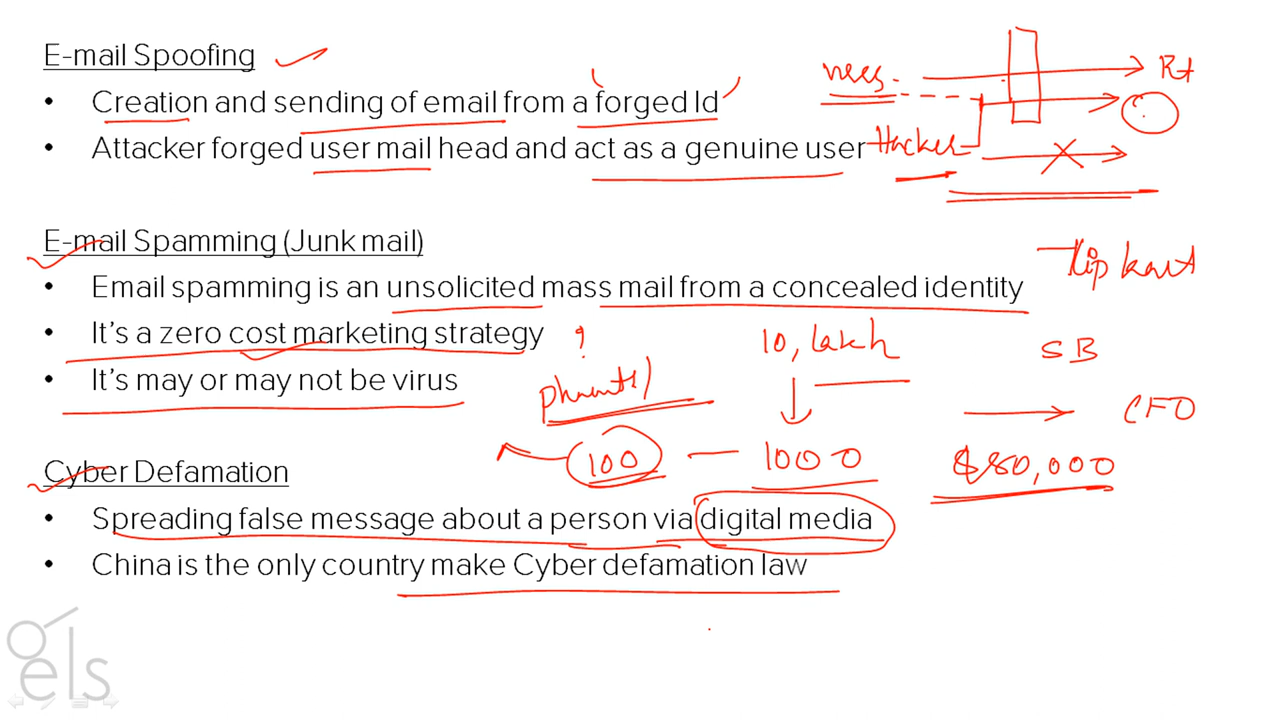 E-mail Spoofing
• Creation and sending of email from a forged Id
• Attacker forged user mail head and act as a genuine user
Hacker
E-mail Spamming (Junk mail)
• Email spamming is an unsolicited mass mail from a concealed identity
flipkart
• It's a zero cost marketing strategy
?
10, lakh
SB
• It's may or may not be virus
CFO
100
1000
$80,000
Cyber Defamation
• Spreading false message about a person via digital media
• China is the only country make Cyber defamation law
els